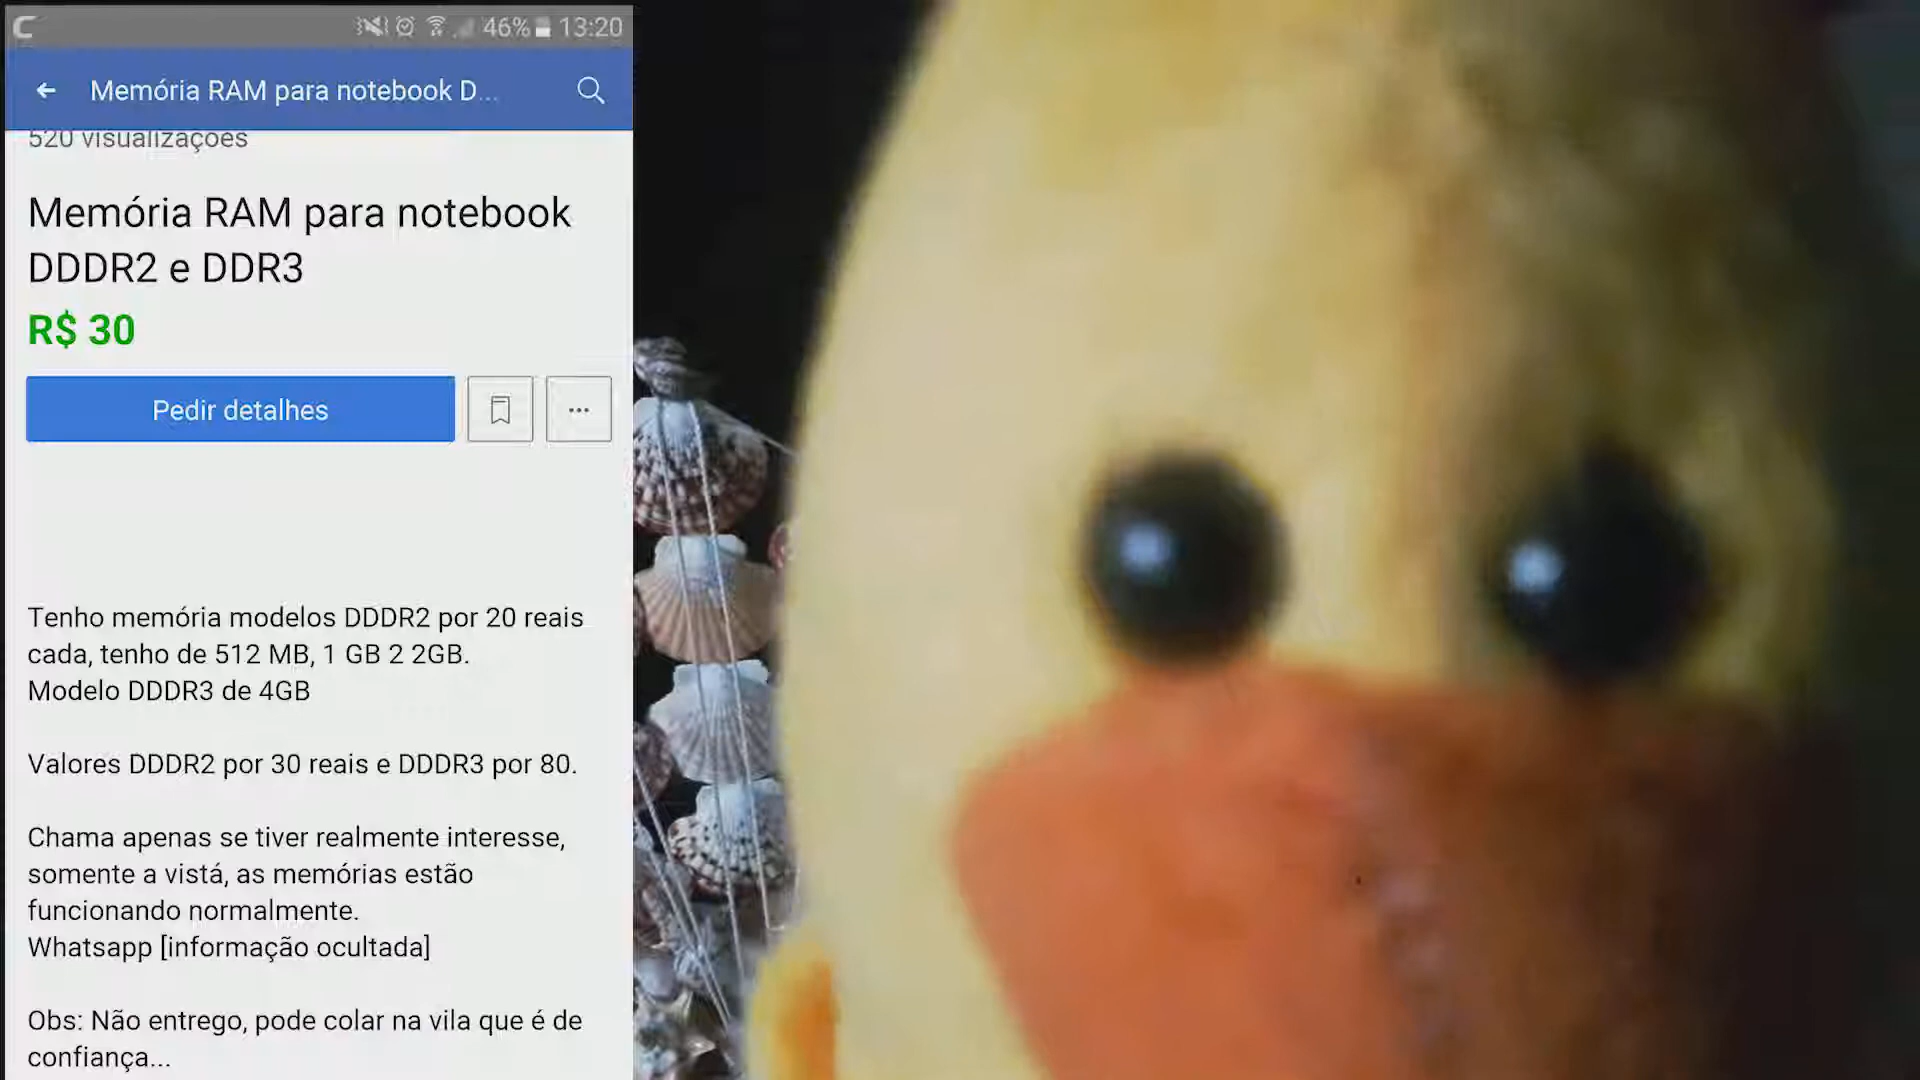 46% 13:20
Memória RAM para notebook D...
520 visualizações
Memória RAM para notebook
DDDR2 e DDR3
R$ 30
Pedir detalhes
Tenho memória modelos DDDR2 por 20 reais
cada, tenho de 512 MB, 1 GB 2 2GB.
Modelo DDDR3 de 4GB
Valores DDDR2 por 30 reais e DDDR3 por 80.
Chama apenas se tiver realmente interesse,
somente a vistá, as memórias estão
funcionando normalmente.
Whatsapp [informação ocultada]
Obs: Não entrego, pode colar na vila que é de
confiança...